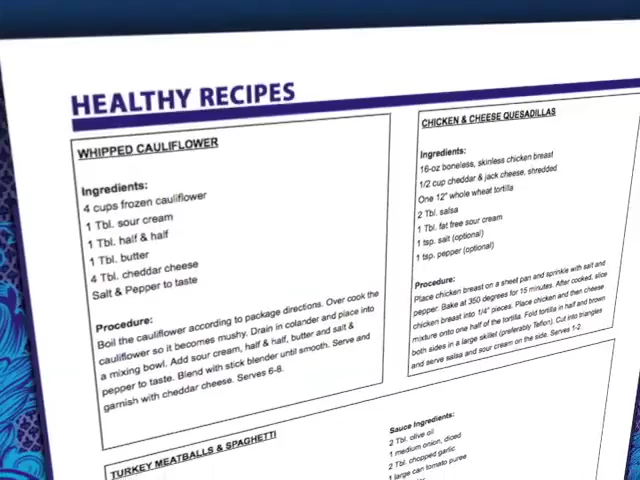 HEALTHY RECIPES
WHIPPED CAULIFLOWER
Ingredients:
4 cups frozen cauliflower
1 Tbl. sour cream
1 Tbl. half & half
1 Tbl. butter
4 Tbl. cheddar cheese
Salt & Pepper to taste
Procedure:
Boil the cauliflower according to package directions. Over cook the
cauliflower so it becomes mushy. Drain in colander and place into
a mixing bowl. Add sour cream, half & half, butter and salt &
pepper to taste. Blend with stick blender until smooth. Serve and
garnish with cheddar cheese. Serves 6-8.
CHICKEN & CHEESE QUESADILLAS
Ingredients:
16-oz boneless, skinless chicken breast
1/2 cup cheddar & jack cheese, shredded
One 12" whole wheat tortilla
2 Tbl. salsa
1 Tbl. fat free sour cream
1 tsp. salt (optional)
1 tsp. pepper (optional)
Procedure:
Place chicken breast on a sheet pan and sprinkle with salt and
pepper. Bake at 350 degrees for 15 minutes. After cooked, slice
chicken breast into 1/4" pieces. Place chicken and then cheese
mixture onto one half of the tortilla. Fold tortilla in half and brown
both sides in a large skillet (preferably Teflon). Cut into triangles
and serve salsa and sour cream on the side. Serves 1-2
TURKEY MEATBALLS & SPAGHETTI
Sauce Ingredients:
2 Tbl. olive oil
1 medium onion, diced
2 Tbl. chopped garlic
1 large can tomato puree